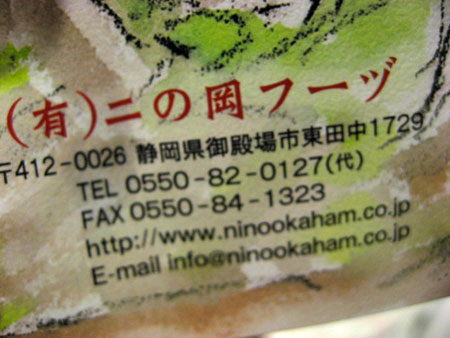 (有)二の岡フーヅ
〒412-0026 静岡県御殿場市東田中1729
TEL 0550-82-0127(代)
FAX 0550-84-1323
http://www.ninookaham.co.jp
E-mail info@ninookaham.co.jp